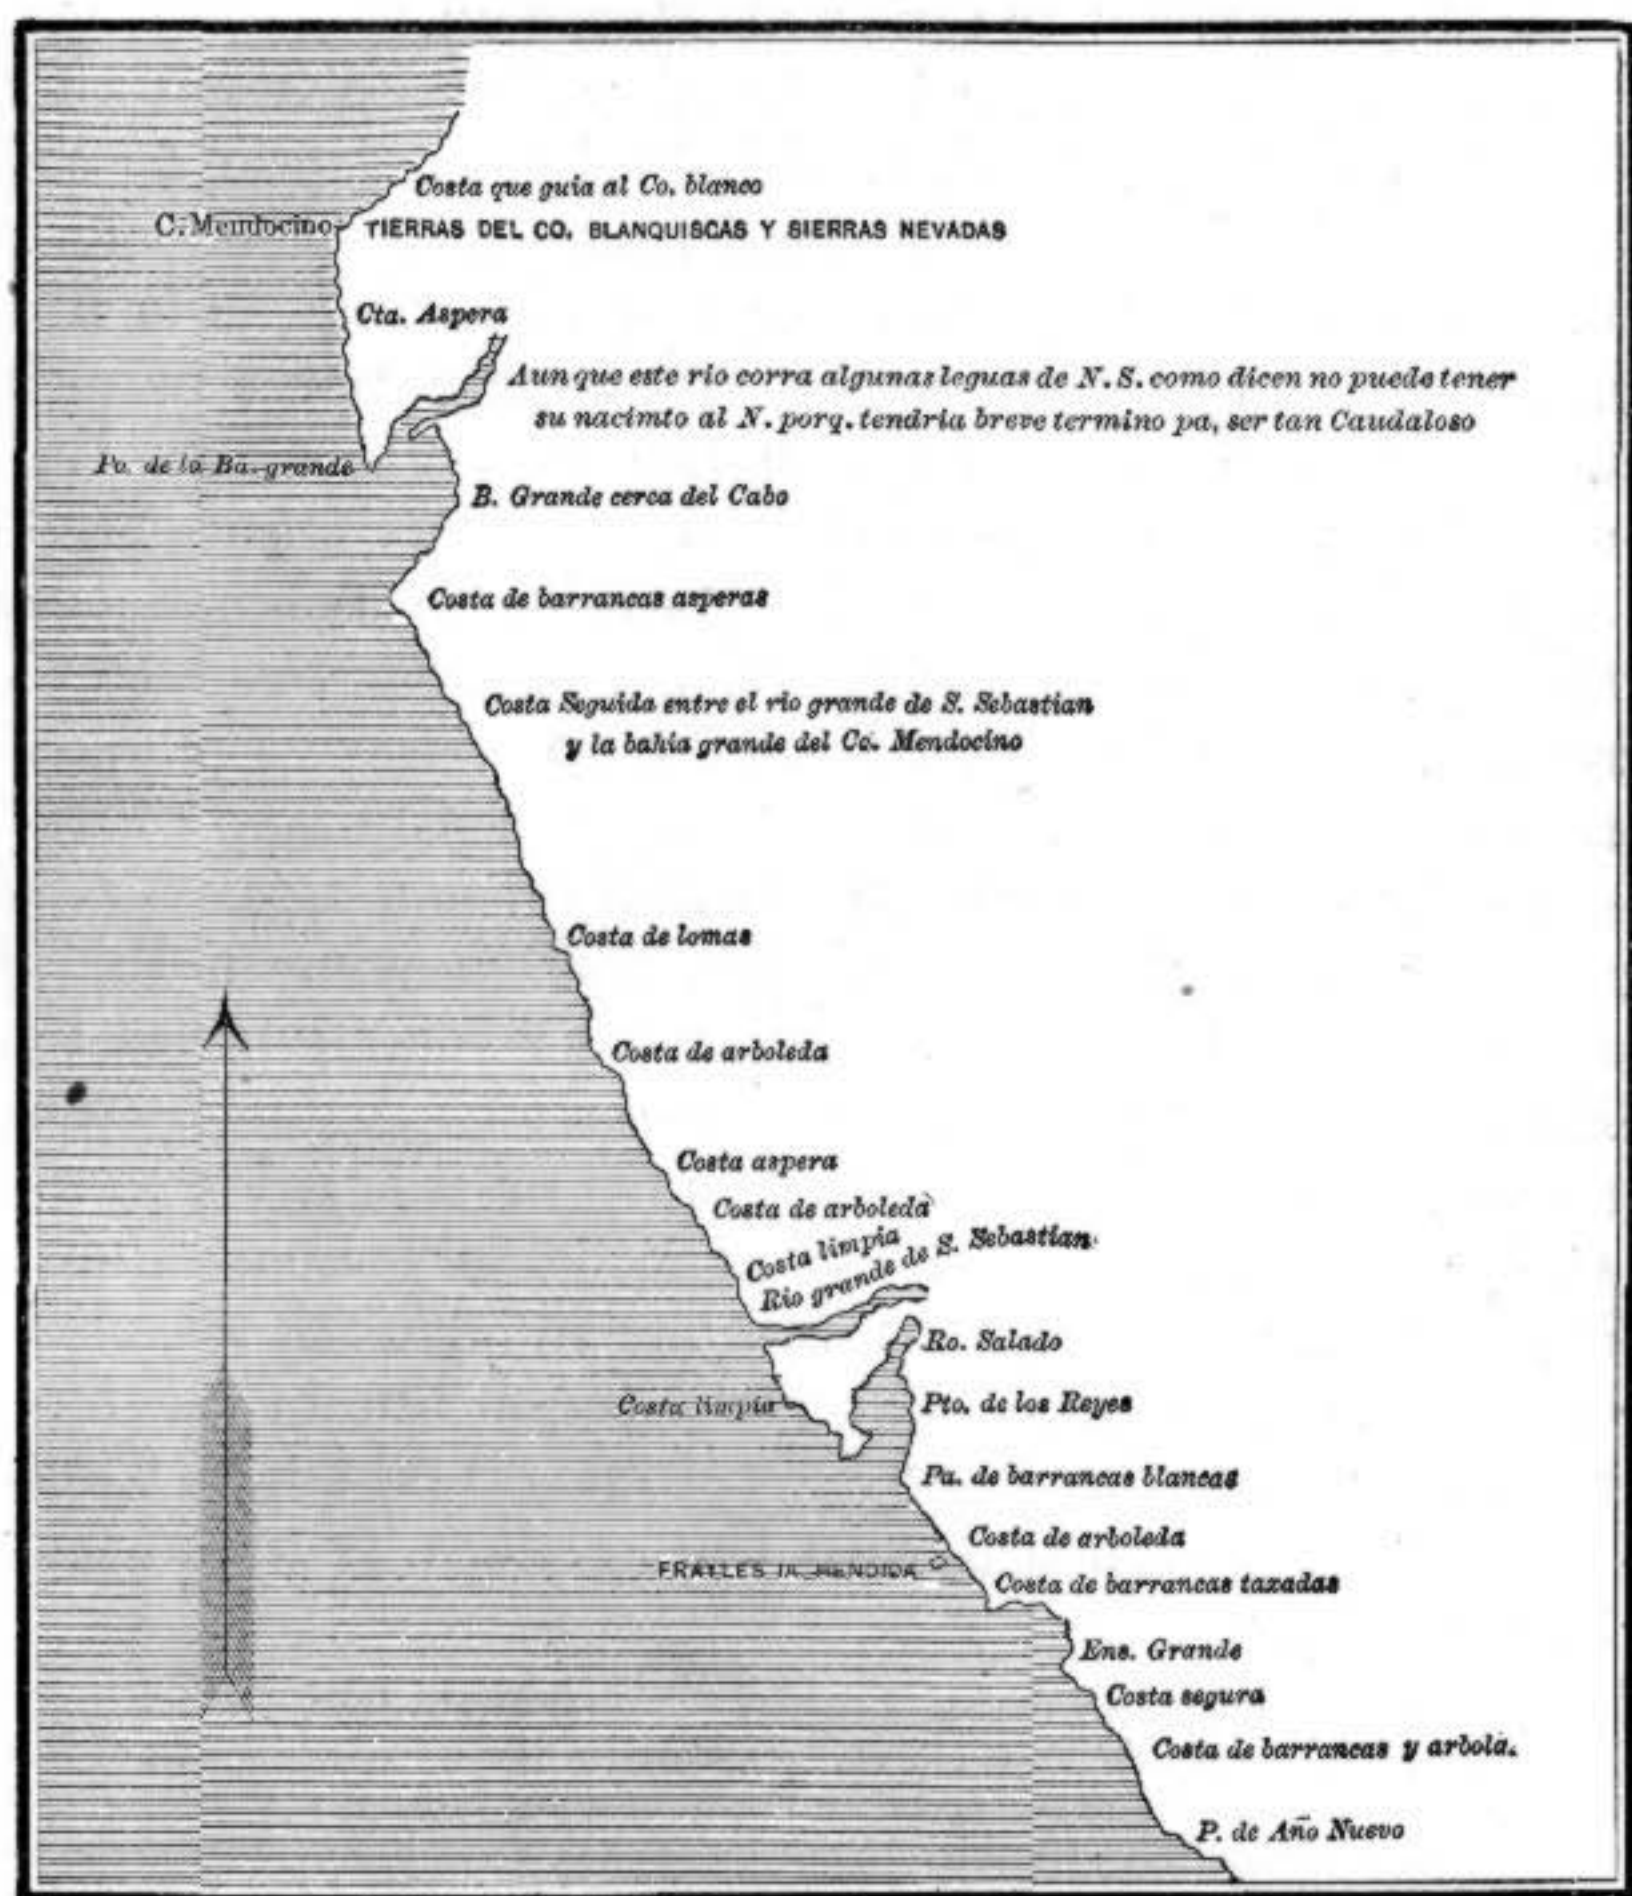 Costa que guia al Co. blanco
C. Mendocino
TIERRAS DEL CO. BLANQUISCAS Y SIERRAS NEVADAS
Cta. Aspera
Aunque este rio corra algunas leguas de N. S. como dicen no puede tener
su nacimto al N. porq. tendria breve termino pa, ser tan Caudaloso
Po. de la Ba. grande
B. Grande cerca del Cabo
Costa de barrancas asperas
Costa Seguida entre el rio grande de S. Sebastian
y la bahia grande del Co. Mendocino
Costa de lomas
Costa de arboleda
Costa aspera
Costa de arboleda
Costa limpia
Rio grande de S. Sebastian
Ro. Salado
Costa limpia
Pto. de los Reyes
Pa. de barrancas blancas
Costa de arboleda
FRAYLES
Costa de barrancas taxadas
Ens. Grande
Costa segura
Costa de barrancas y arbola.
P. de Año Nuevo